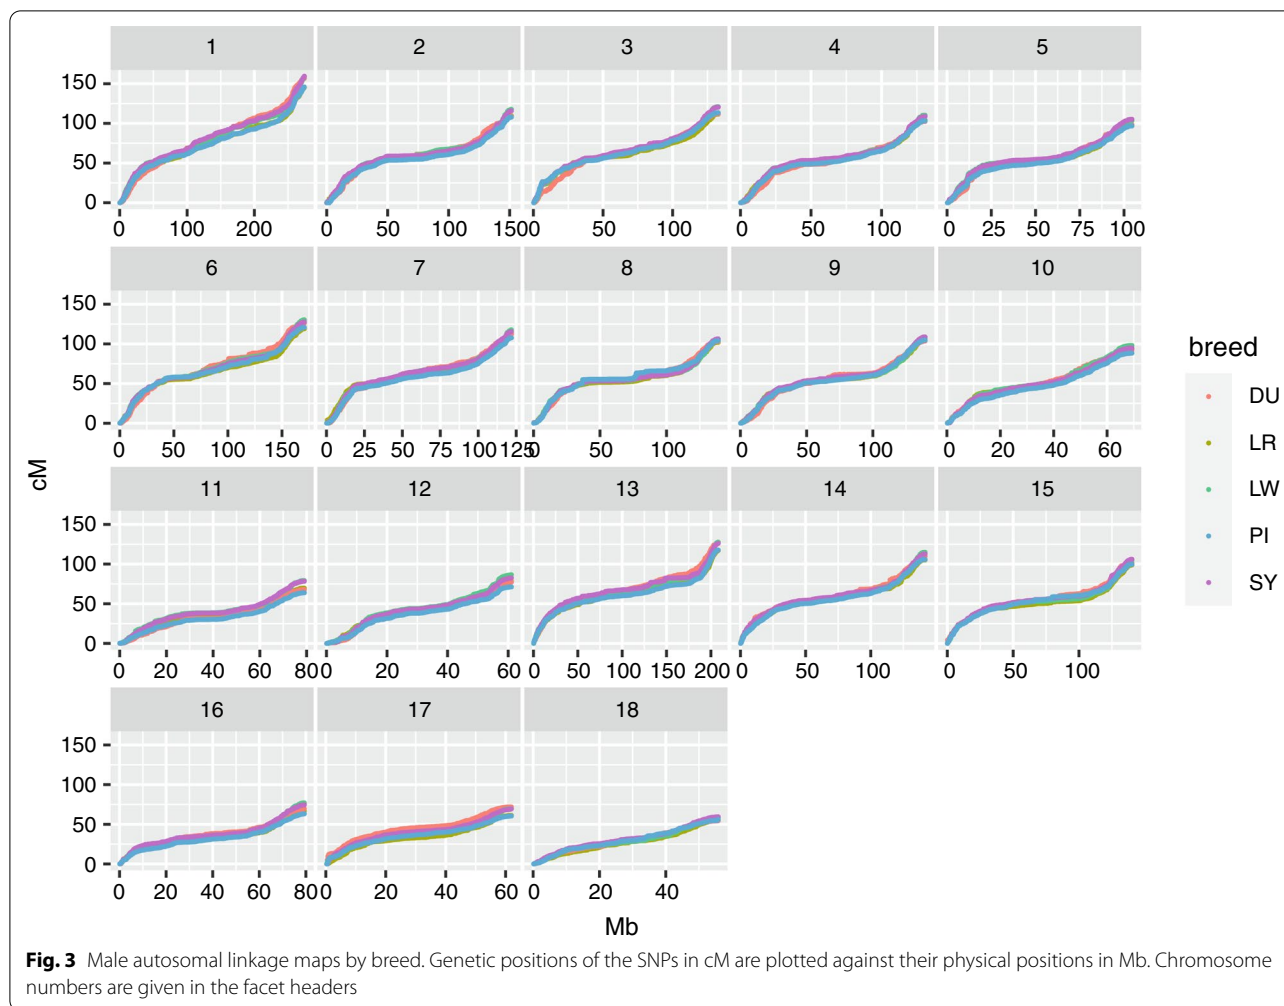 1 2 3 4 5
150
100
50
0
0 100 200 0 50 100 150 0 50 100 0 50 100 0 25 50 75 100
6 7 8 9 10
150
100
50
0
0 50 100 150 0 25 50 75 100 125 0 50 100 0 50 100 0 20 40 60
11 12 13 14 15
150
100
50
0
0 20 40 60 80 0 20 40 60 0 50 100 150 200 0 50 100 0 50 100
16 17 18
150
100
50
0
0 20 40 60 80 0 20 40 60 0 20 40
cM
Mb
breed
DU
LR
LW
PI
SY
Fig. 3 Male autosomal linkage maps by breed. Genetic positions of the SNPs in cM are plotted against their physical positions in Mb. Chromosome
numbers are given in the facet headers